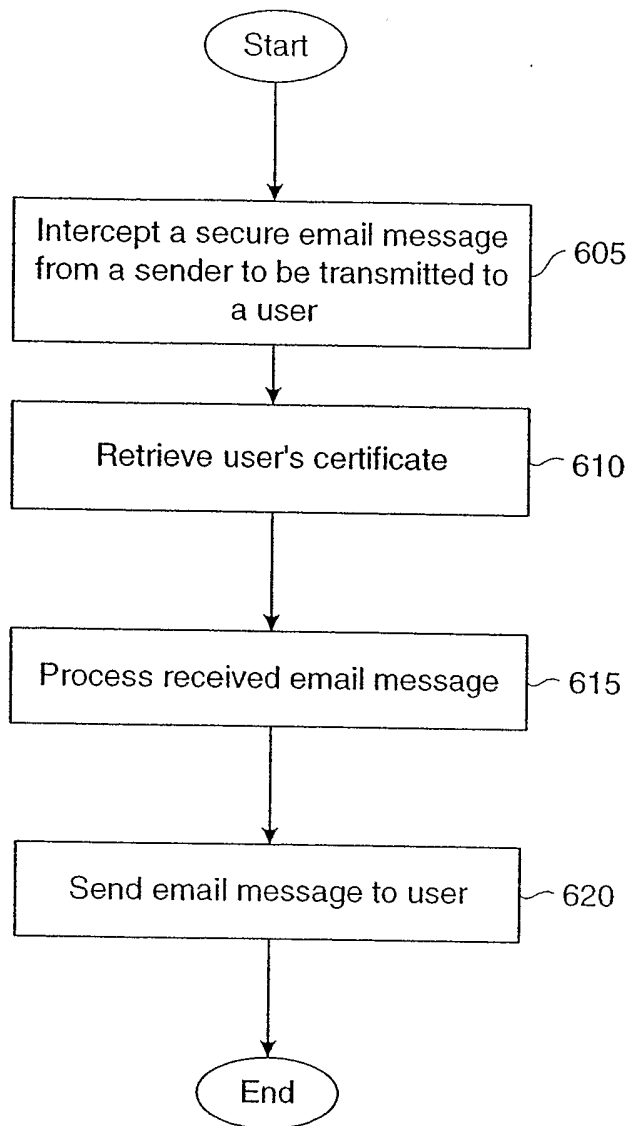 Start
Intercept a secure email message
from a sender to be transmitted to
a user
605
Retrieve user's certificate
610
Process received email message
615
Send email message to user
620
End